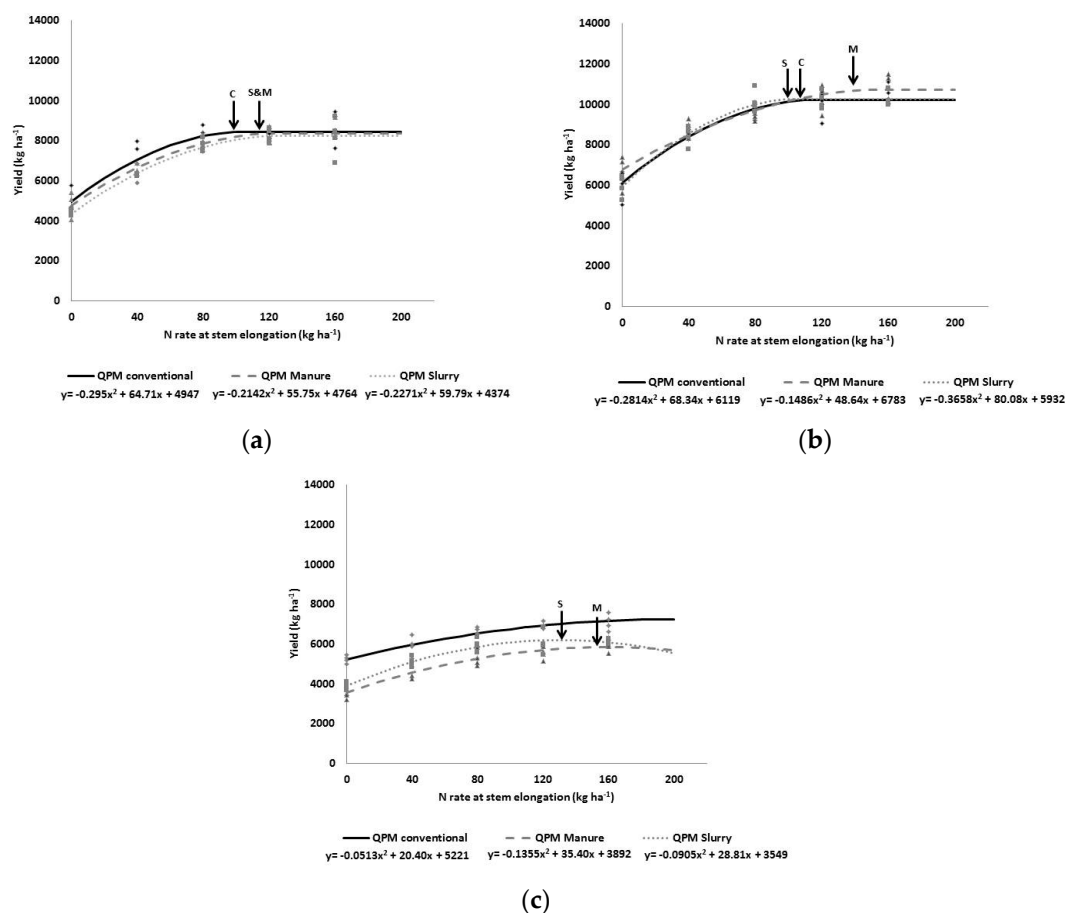 14000
12000
10000
8000
6000
4000
2000
0
Yield (kg ha⁻¹)
C S&M
0 40 80 120 160 200
N rate at stem elongation (kg ha⁻¹)
QPM conventional QPM Manure QPM Slurry
y= -0.295x² + 64.71x + 4947 y= -0.2142x² + 55.75x + 4764 y= -0.2271x² + 59.79x + 4374
(a)
14000
12000
10000
8000
6000
4000
2000
0
Yield (kg ha⁻¹)
S C M
0 40 80 120 160 200
N rate at stem elongation (kg ha⁻¹)
QPM conventional QPM Manure QPM Slurry
y= -0.2814x² + 68.34x + 6119 y= -0.1486x² + 48.64x + 6783 y= -0.3658x² + 80.08x + 5932
(b)
14000
12000
10000
8000
6000
4000
2000
0
Yield (kg ha⁻¹)
S M
0 40 80 120 160 200
N rate at stem elongation (kg ha⁻¹)
QPM conventional QPM Manure QPM Slurry
y= -0.0513x² + 20.40x + 5221 y= -0.1355x² + 35.40x + 3892 y= -0.0905x² + 28.81x + 3549
(c)